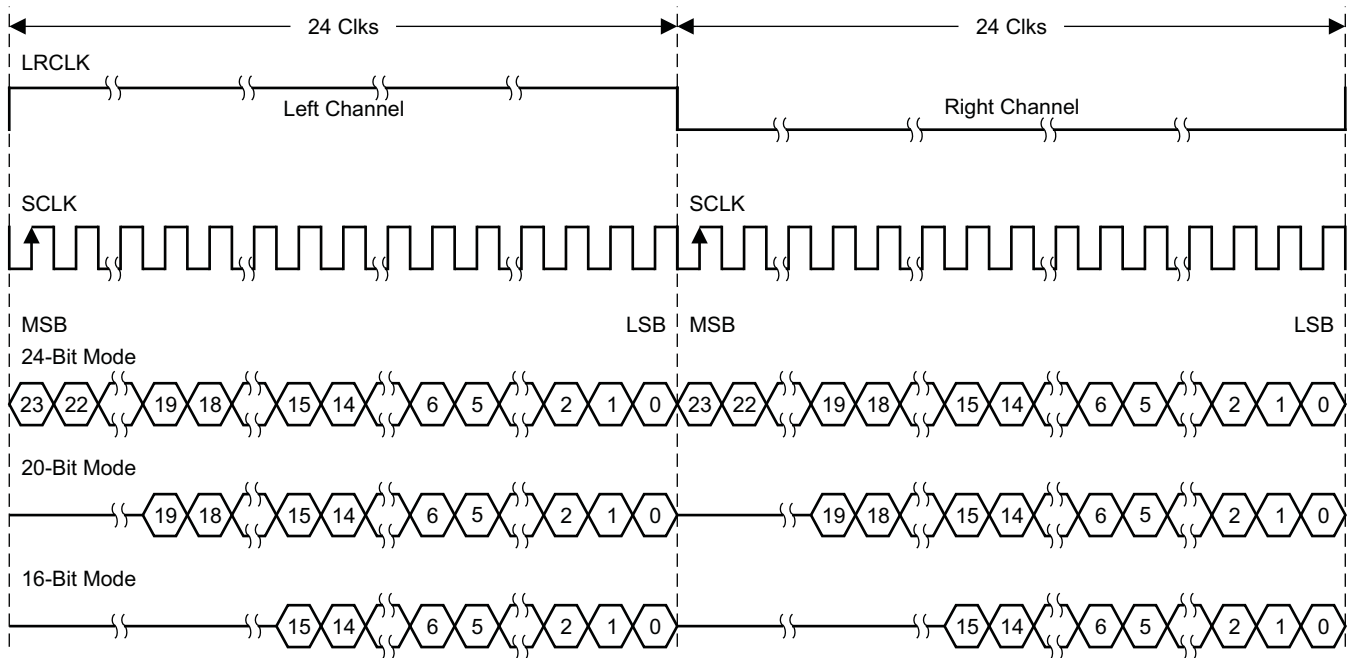 24 Clks 24 Clks
LRCLK
Left Channel Right Channel
SCLK SCLK
MSB LSB MSB LSB
24-Bit Mode
23 22 19 18 15 14 6 5 2 1 0 23 22 19 18 15 14 6 5 2 1 0
20-Bit Mode
19 18 15 14 6 5 2 1 0 19 18 15 14 6 5 2 1 0
16-Bit Mode
15 14 6 5 2 1 0 15 14 6 5 2 1 0